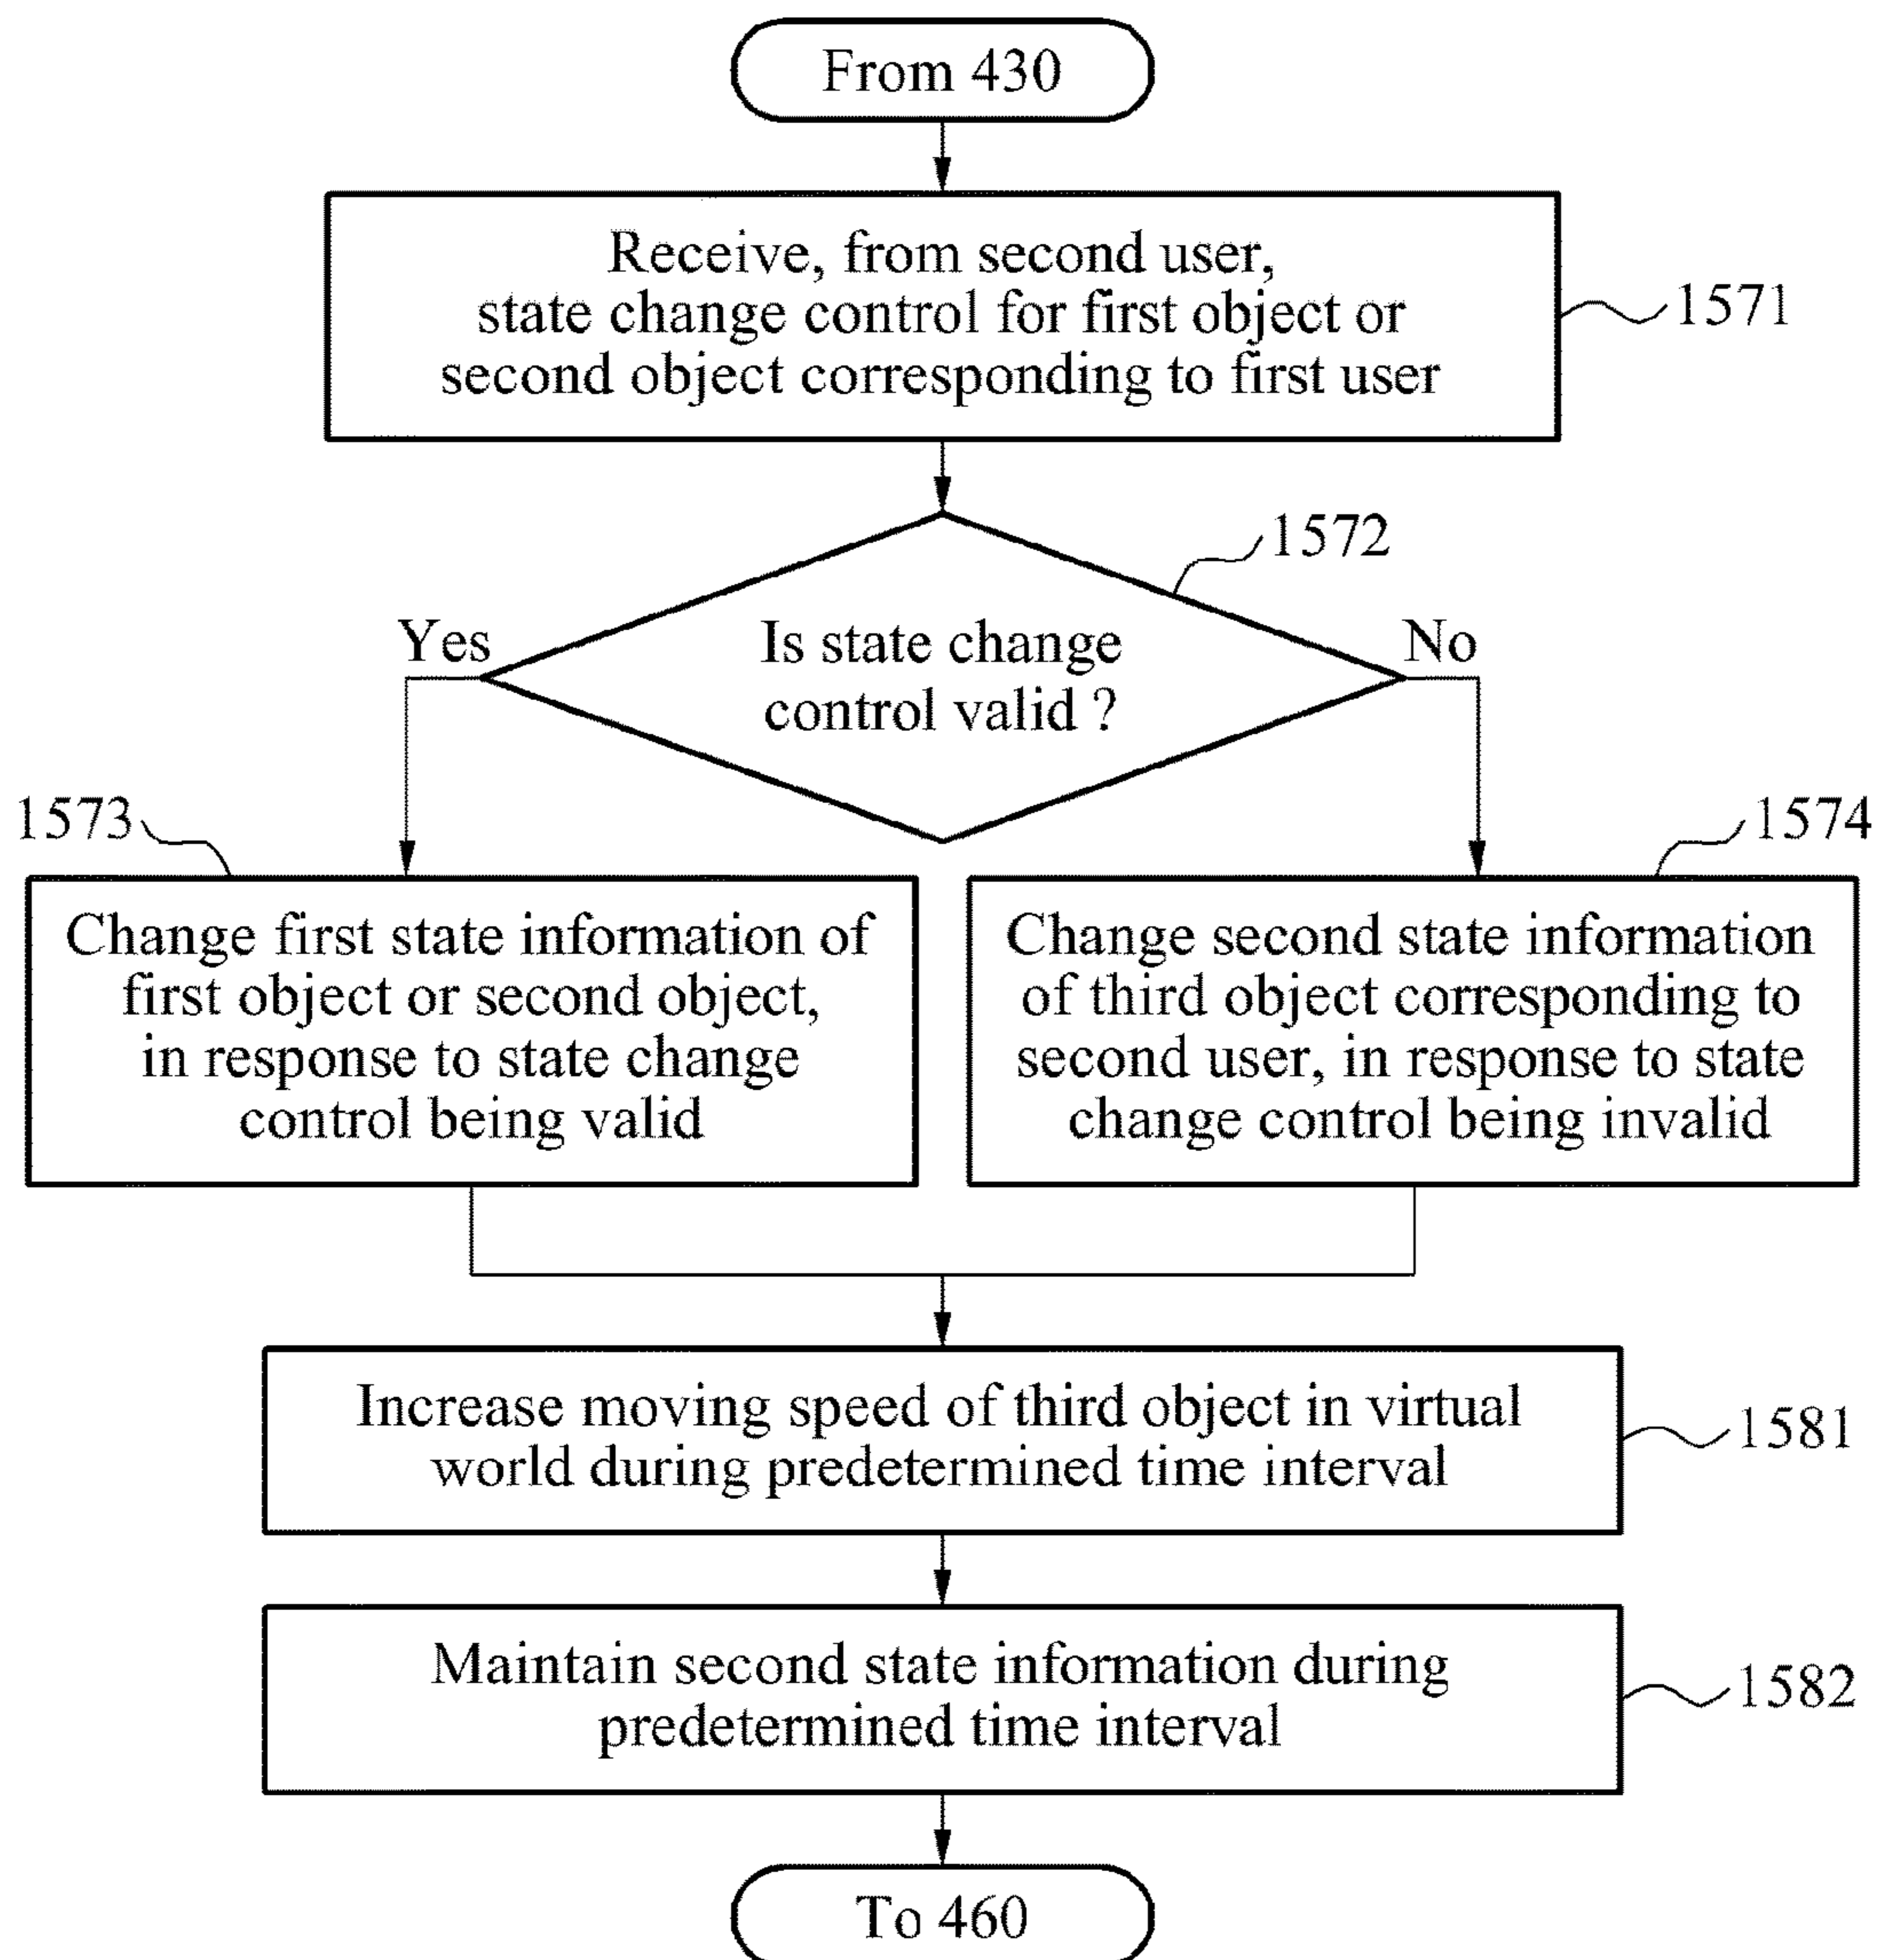 From 430
Receive, from second user,
state change control for first object or
second object corresponding to first user
1571
1572
Yes
Is state change
control valid ?
No
1573
1574
Change first state information of
first object or second object,
in response to state change
control being valid
Change second state information
of third object corresponding to
second user, in response to state
change control being invalid
Increase moving speed of third object in virtual
world during predetermined time interval
1581
Maintain second state information during
predetermined time interval
1582
To 460